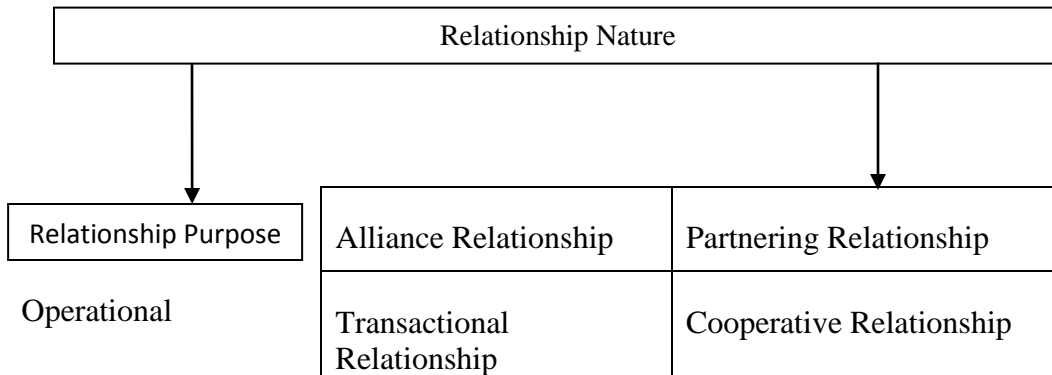 Relationship Nature
Relationship Purpose
Alliance Relationship
Partnering Relationship
Operational
Transactional
Relationship
Cooperative Relationship